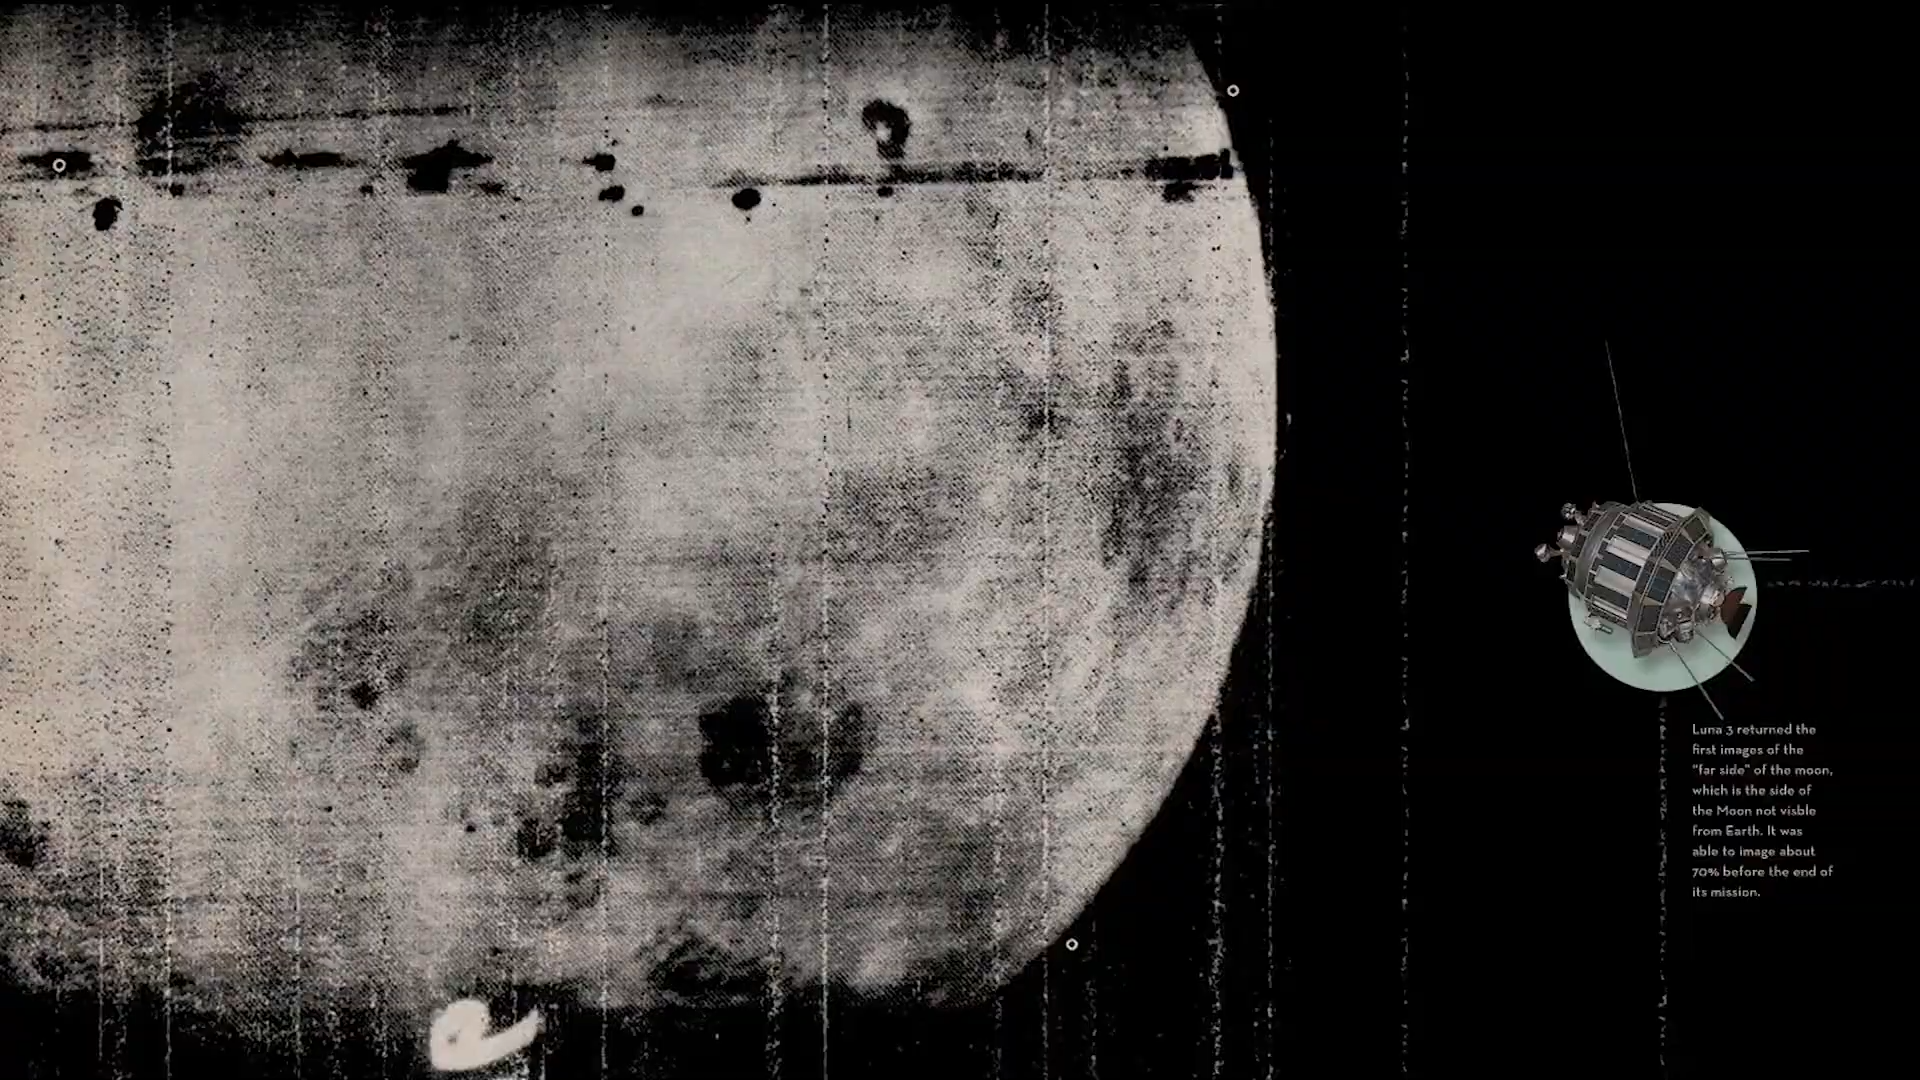 Luna 3 returned the
first images of the
"far side" of the moon,
which is the side of
the Moon not visble
from Earth. It was
able to image about
70% before the end of
its mission.